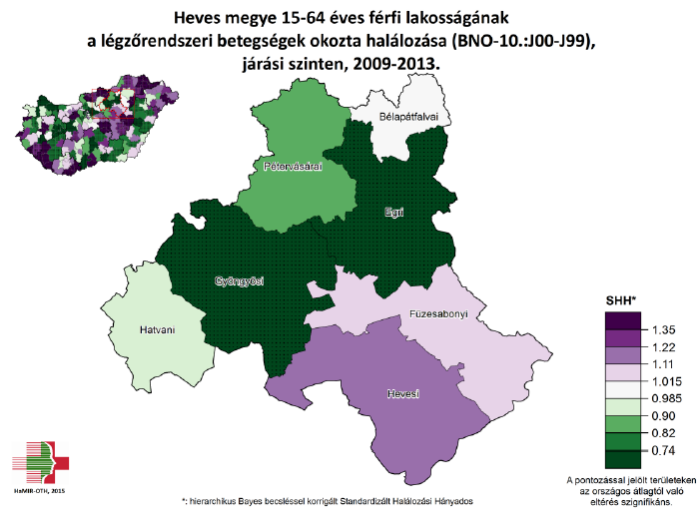 Heves megye 15-64 éves férfi lakosságának
a légzőrendszeri betegségek okozta halálozása (BNO-10.:J00-J99),
járási szinten, 2009-2013.
Bélapátfalvai
Pétervásárai
Egri
Gyöngyösi
Füzesabonyi
Hatvani
Hevesi
SHH*
1.35
1.22
1.11
1.015
0.985
0.90
0.82
0.74
A pontozással jelölt területeken
az országos átlagtól való
eltérés szignifikáns.
HaMIR-OTH, 2015
*: hierarchikus Bayes becsléssel korrigált Standardizált Halálozási Hányados